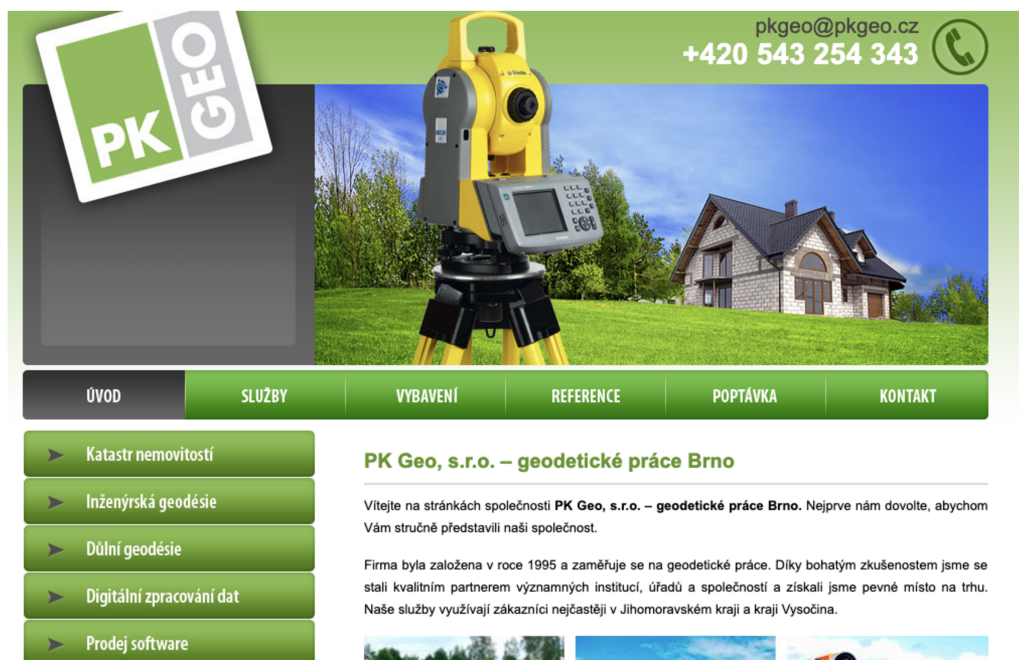 PK GEO
pkgeo@pkgeo.cz
+420 543 254 343
ÚVOD
SLUŽBY
VYBAVENÍ
REFERENCE
POPTÁVKA
KONTAKT
Katastr nemovitostí
Inženýrská geodésie
Důlní geodésie
Digitální zpracování dat
Prodej software
PK Geo, s.r.o. – geodetické práce Brno
Vítejte na stránkách společnosti PK Geo, s.r.o. – geodetické práce Brno. Nejprve nám dovolte, abychom
Vám stručně představili naši společnost.
Firma byla založena v roce 1995 a zaměřuje se na geodetické práce. Díky bohatým zkušenostem jsme se
stali kvalitním partnerem významných institucí, úřadů a společností a získali jsme pevné místo na trhu.
Naše služby využívají zákazníci nejčastěji v Jihomoravském kraji a kraji Vysočina.